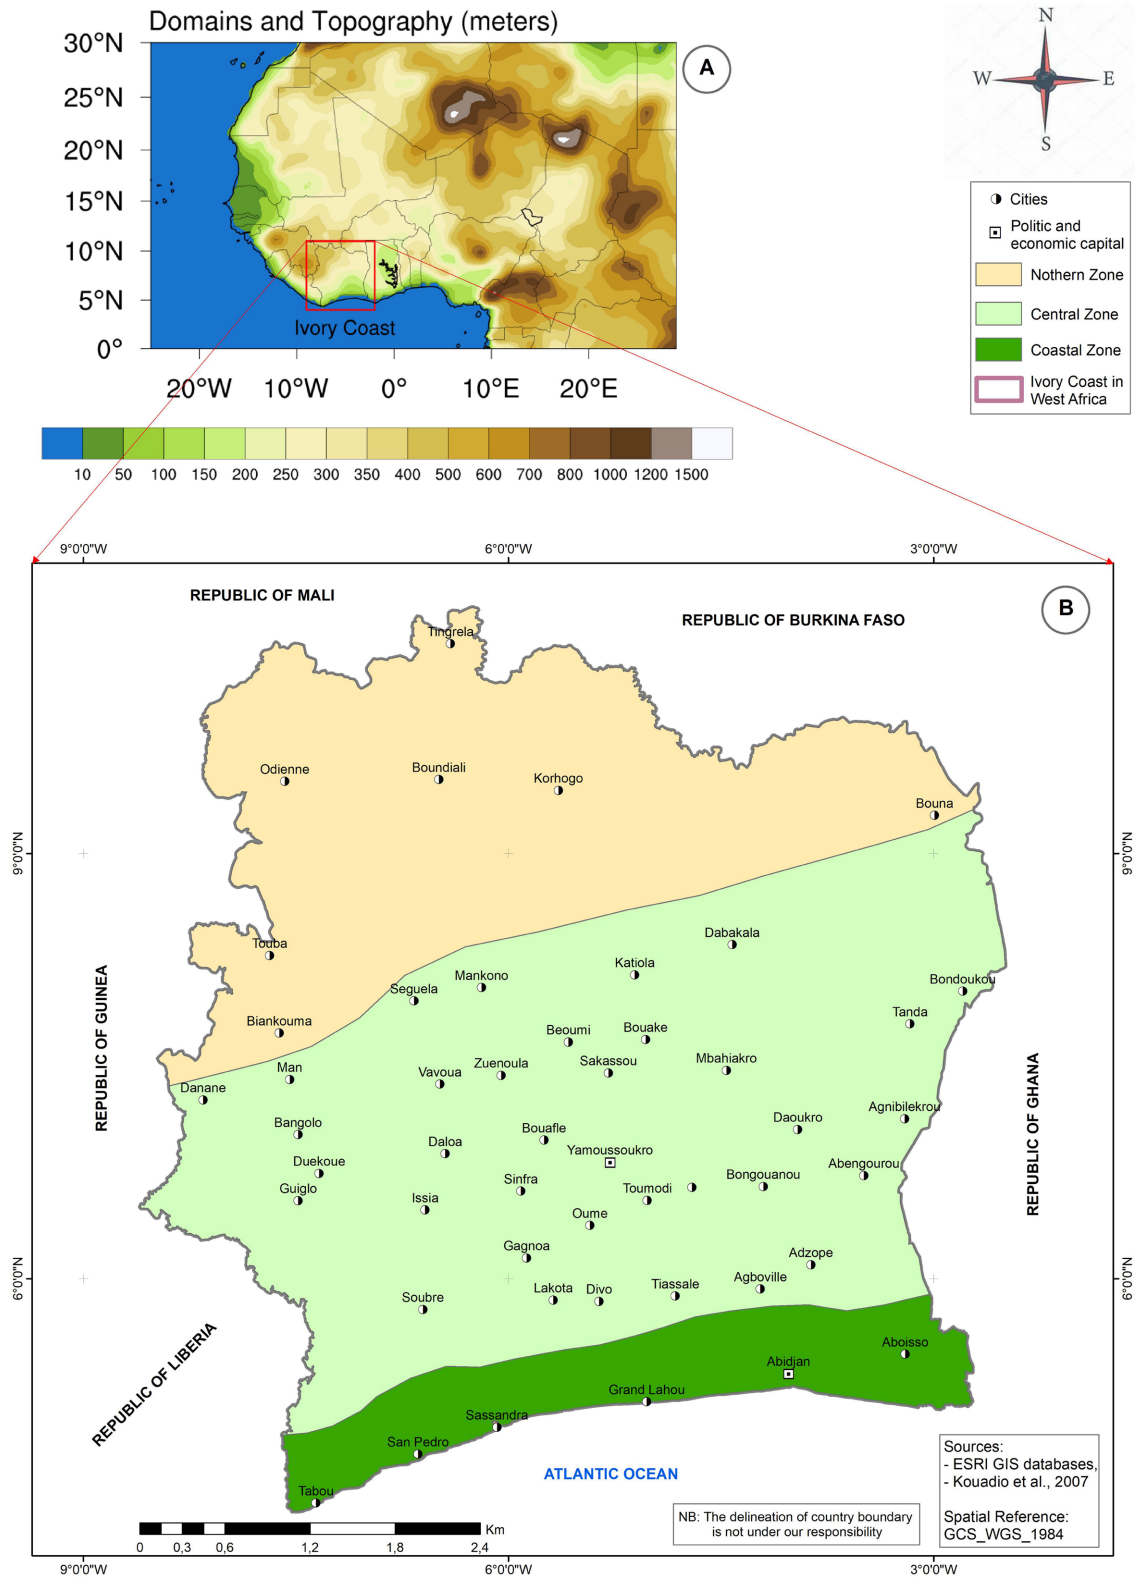 Domains and Topography (meters)
A
30°N
25°N
20°N
15°N
10°N
5°N
0°
Ivory Coast
20°W 10°W 0° 10°E 20°E
10 50 100 150 200 250 300 350 400 500 600 700 800 1000 1200 1500
N
W E
S
Cities
Politic and
economic capital
Nothern Zone
Central Zone
Coastal Zone
Ivory Coast in
West Africa
9°0'0"W 6°0'0"W 3°0'0"W
B
REPUBLIC OF MALI
REPUBLIC OF BURKINA FASO
Tingrela
Odienne
Boundiali
Korhogo
Bouna
9°0'0"N
9°0'0"N
Touba
Dabakala
Katiola
Mankono
Seguela
Bondoukou
Tanda
Biankouma
Beoumi
Bouake
REPUBLIC OF GUINEA
Man
Zuenoula
Vavoua
Sakassou
Mbahiakro
Danane
Agnibilekrou
Daoukro
Bangolo
Bouafle
Daloa
Yamoussoukro
REPUBLIC OF GHANA
Duekoue
Abengourou
Bongouanou
Sinfra
Toumodi
Guiglo
Issia
Oume
Gagnoa
Adzope
6°0'0"N
6°0'0"N
Agboville
Tiassale
Lakota
Divo
Soubre
REPUBLIC OF LIBERIA
Aboisso
Abidjan
Grand Lahou
Sassandra
San Pedro
Tabou
ATLANTIC OCEAN
Sources:
- ESRI GIS databases,
- Kouadio et al., 2007
Spatial Reference:
GCS_WGS_1984
NB: The delineation of country boundary
is not under our responsibility
Km
0 0,3 0,6 1,2 1,8 2,4
9°0'0"W 6°0'0"W 3°0'0"W